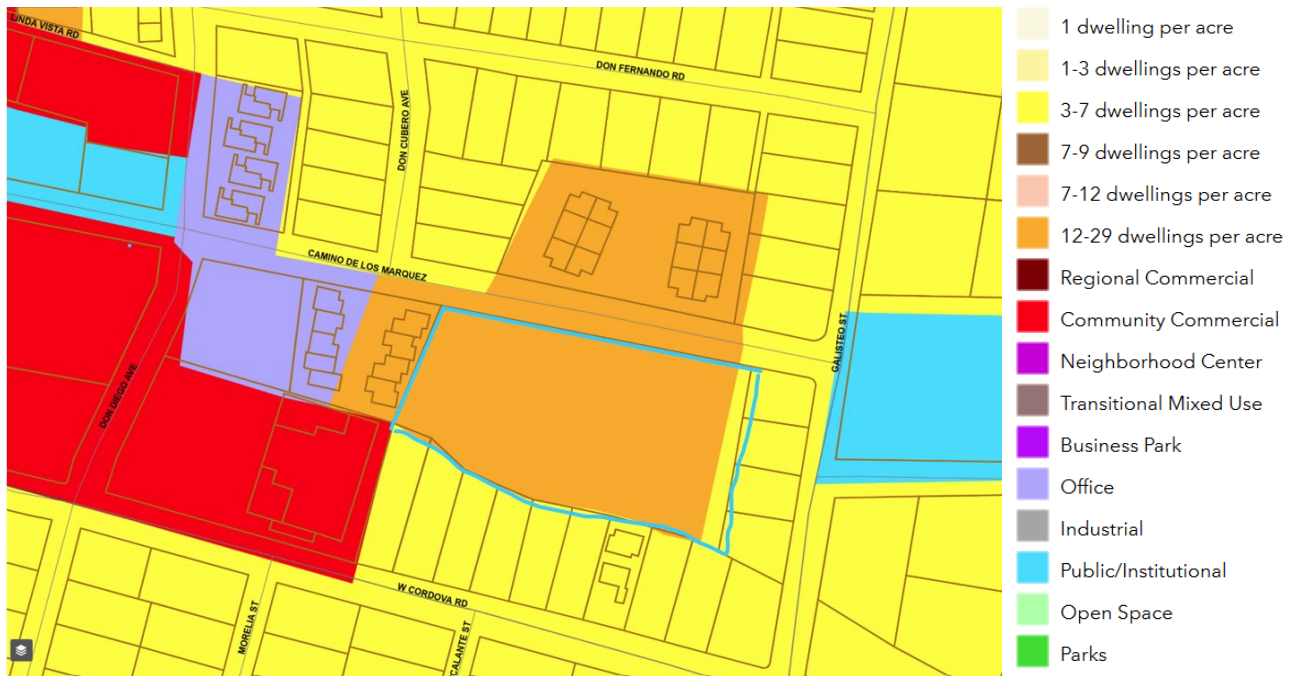 LINDA VISTA RD
DON FERNANDO RD
DON CUBERO AVE
CAMINO DE LOS MARQUEZ
GALISTEO ST
DON DIEGO AVE
W CORDOVA RD
MORELIA ST
CALANTE ST
1 dwelling per acre
1-3 dwellings per acre
3-7 dwellings per acre
7-9 dwellings per acre
7-12 dwellings per acre
12-29 dwellings per acre
Regional Commercial
Community Commercial
Neighborhood Center
Transitional Mixed Use
Business Park
Office
Industrial
Public/Institutional
Open Space
Parks